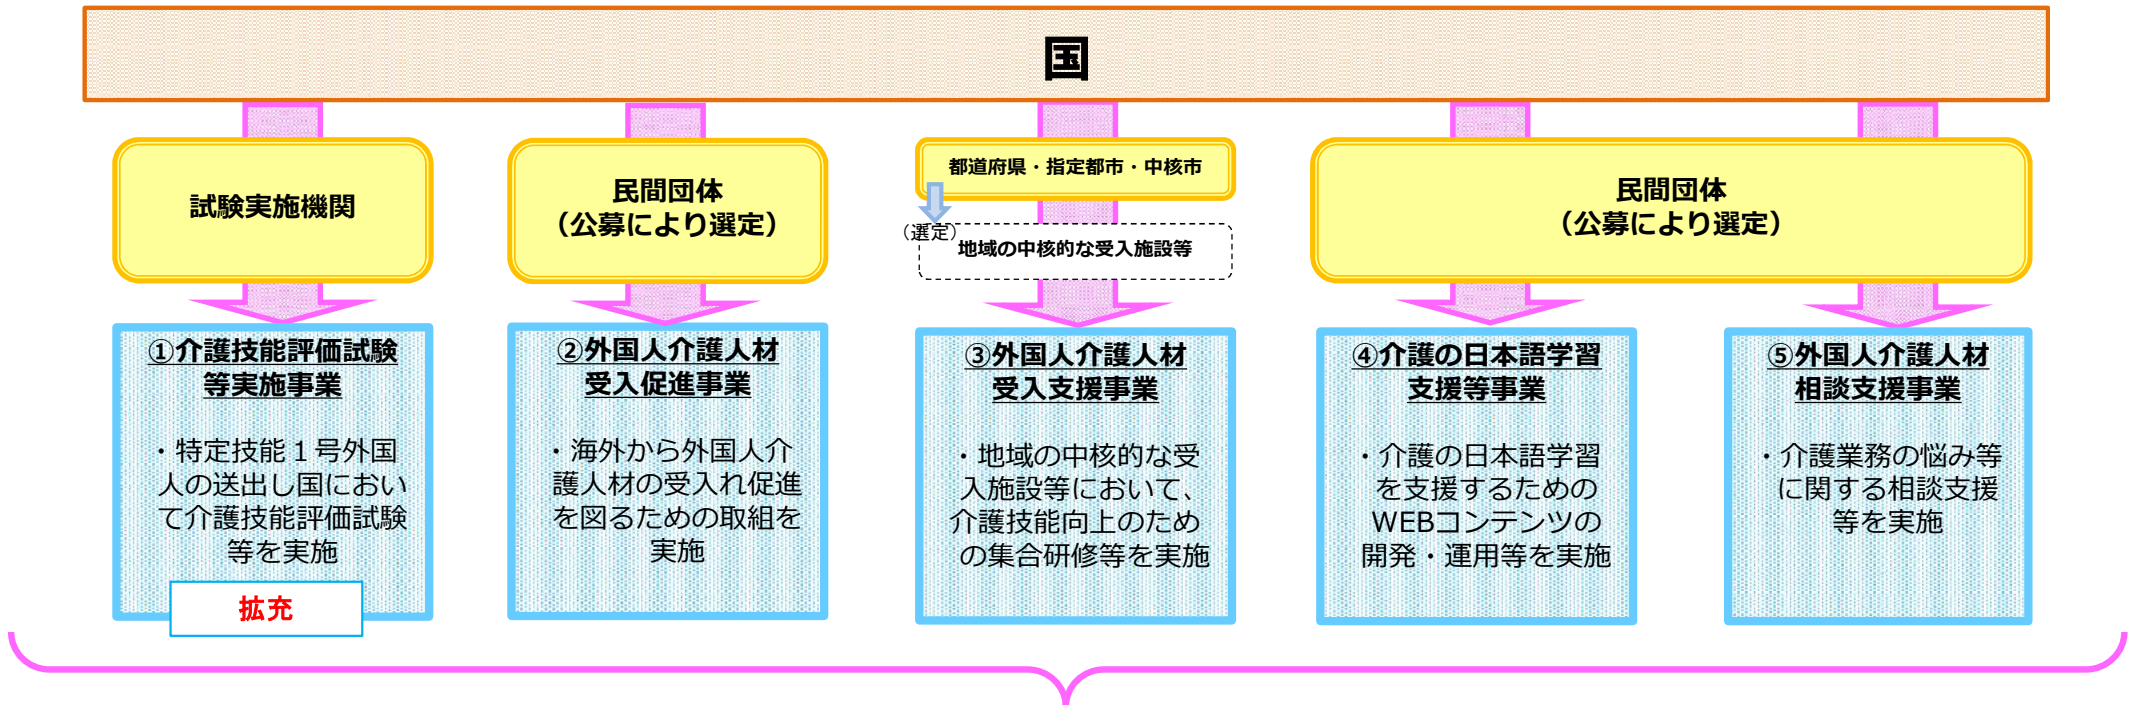 国
試験実施機関
①介護技能評価試験
等実施事業
・特定技能１号外国
人の送出し国におい
て介護技能評価試験
等を実施
拡充
民間団体
（公募により選定）
②外国人介護人材
受入促進事業
・海外から外国人介
護人材の受入れ促進
を図るための取組を
実施
都道府県・指定都市・中核市
（選定）
地域の中核的な受入施設等
③外国人介護人材
受入支援事業
・地域の中核的な受
入施設等において、
介護技能向上のため
の集合研修等を実施
民間団体
（公募により選定）
④介護の日本語学習
支援等事業
・介護の日本語学習
を支援するための
WEBコンテンツの
開発・運用等を実施
⑤外国人介護人材
相談支援事業
・介護業務の悩み等
に関する相談支援
等を実施